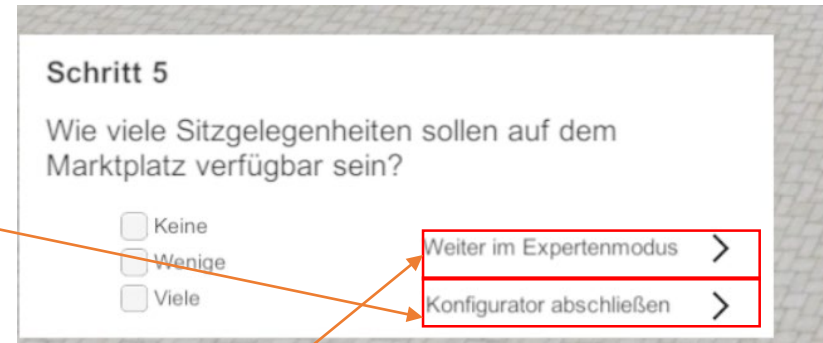 Schritt 5
Wie viele Sitzgelegenheiten sollen auf dem
Marktplatz verfügbar sein?
Keine
Wenige
Viele
Weiter im Expertenmodus
Konfigurator abschließen